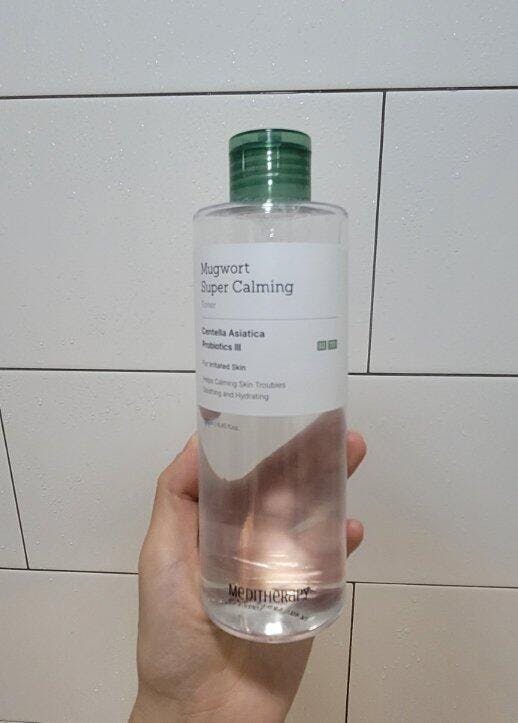 Mugwort
Super Calming
Toner
Centella Asiatica
Probiotics III
For Irritated Skin
Helps Calming Skin Troubles
Soothing and Hydrating
MEDITHERAPY